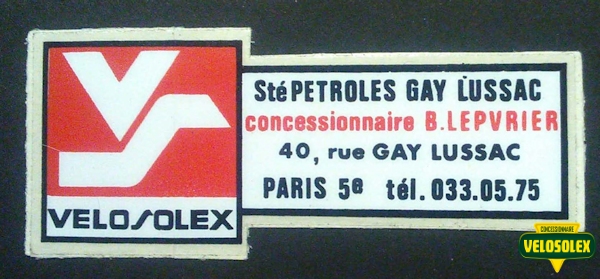 Sté PETROLES GAY LUSSAC
concessionnaire B.LEPVRIER
40, rue GAY LUSSAC
PARIS 5e tél. 033.05.75
VELOSOLEX
CONCESSIONNAIRE
VELOSOLEX